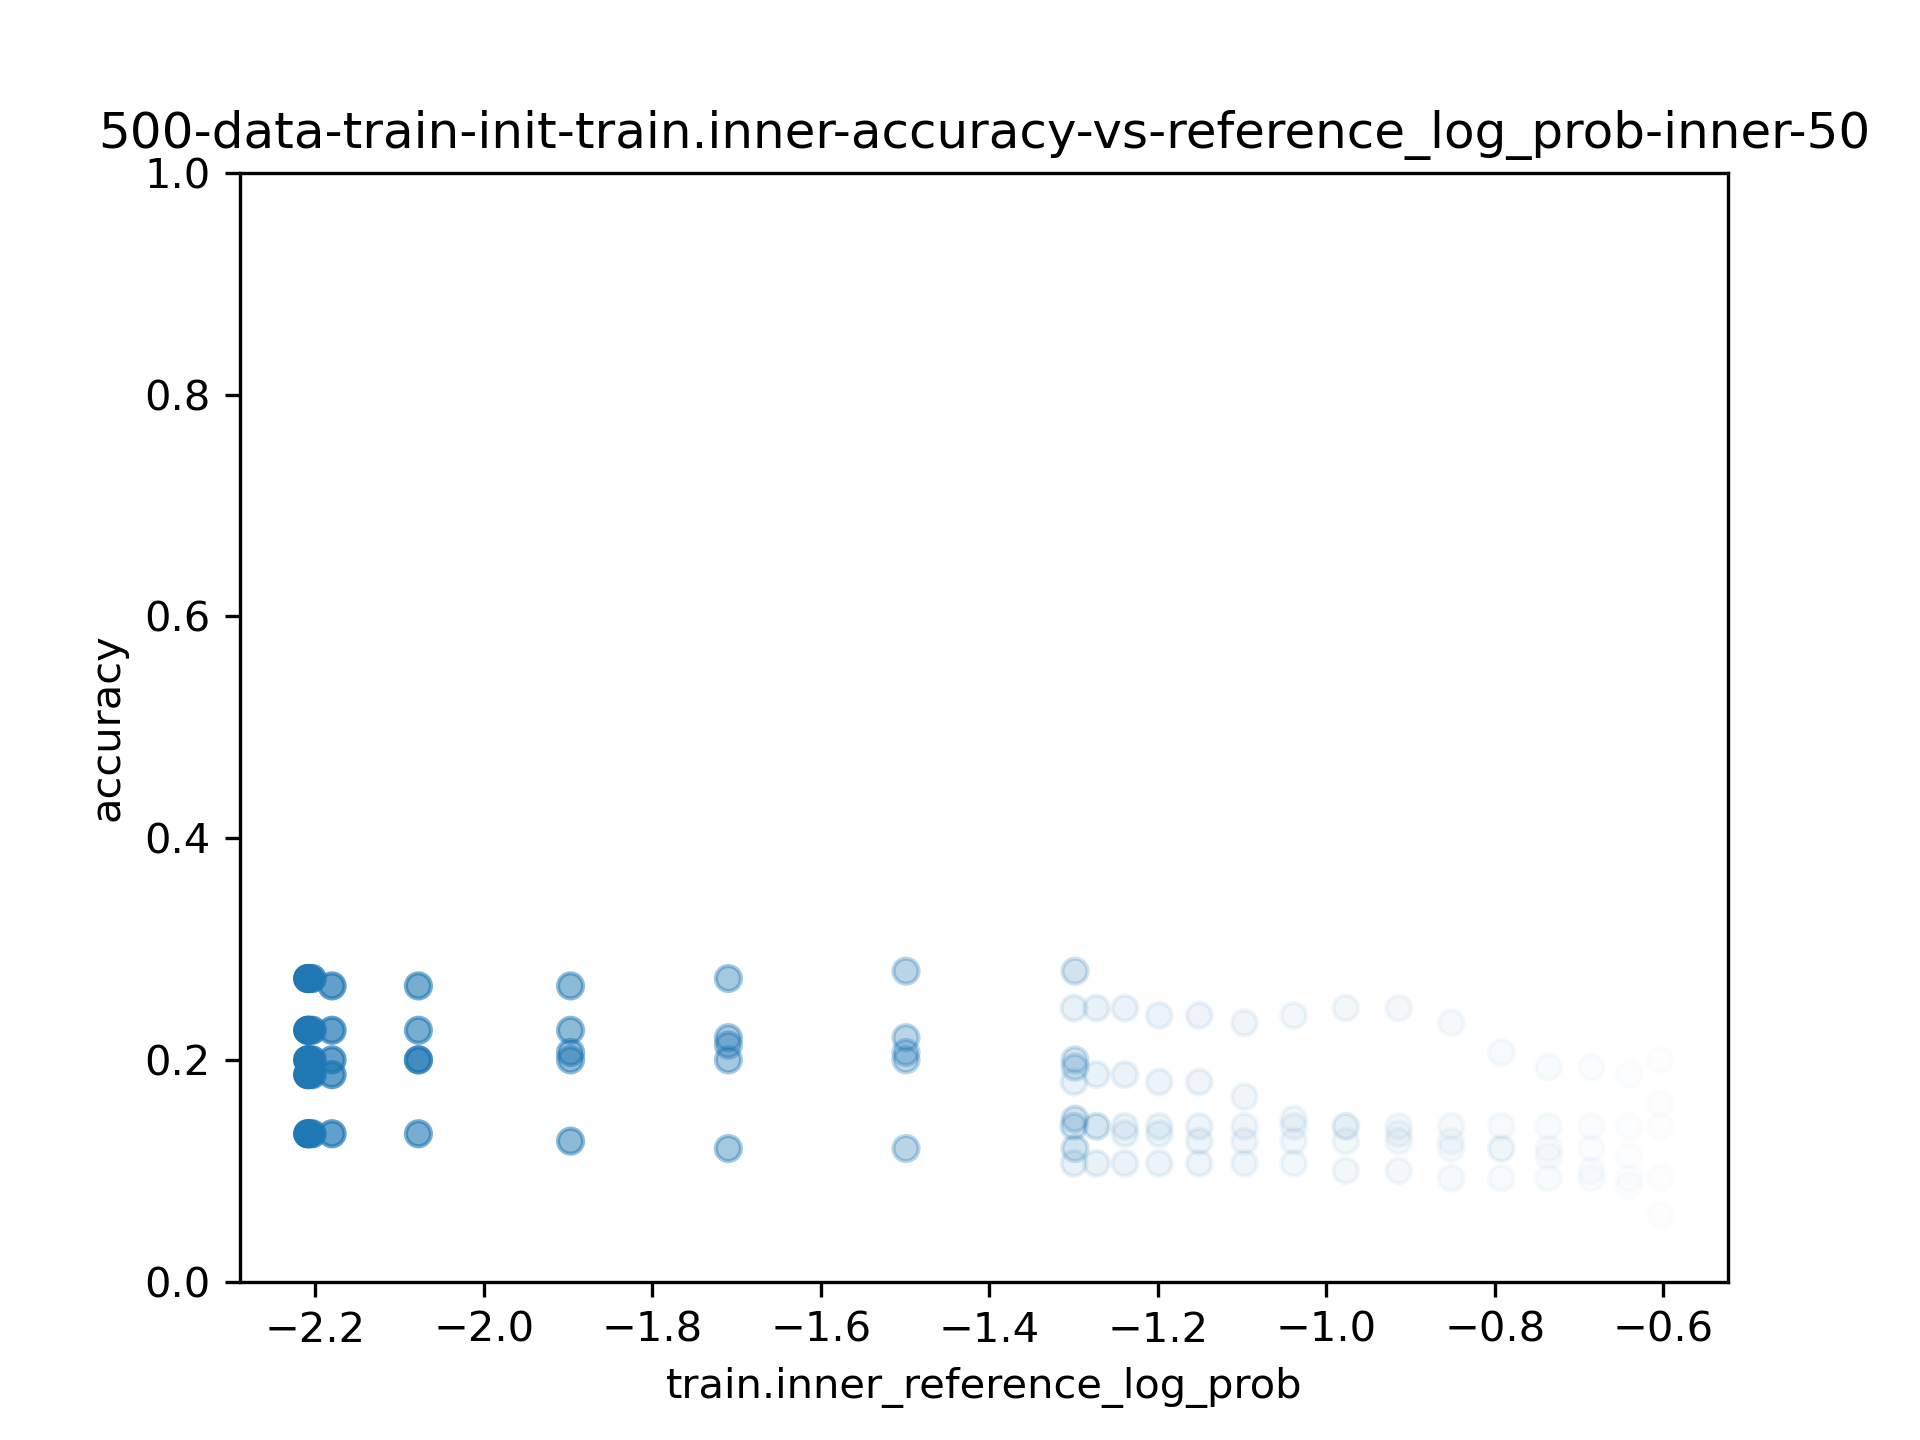 500-data-train-init-train.inner-accuracy-vs-reference_log_prob-inner-50
1.0
0.8
0.6
0.4
0.2
0.0
accuracy
−2.2 −2.0 −1.8 −1.6 −1.4 −1.2 −1.0 −0.8 −0.6
train.inner_reference_log_prob